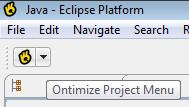 Java - Eclipse Platform
File Edit Navigate Search
Ontimize Project Menu